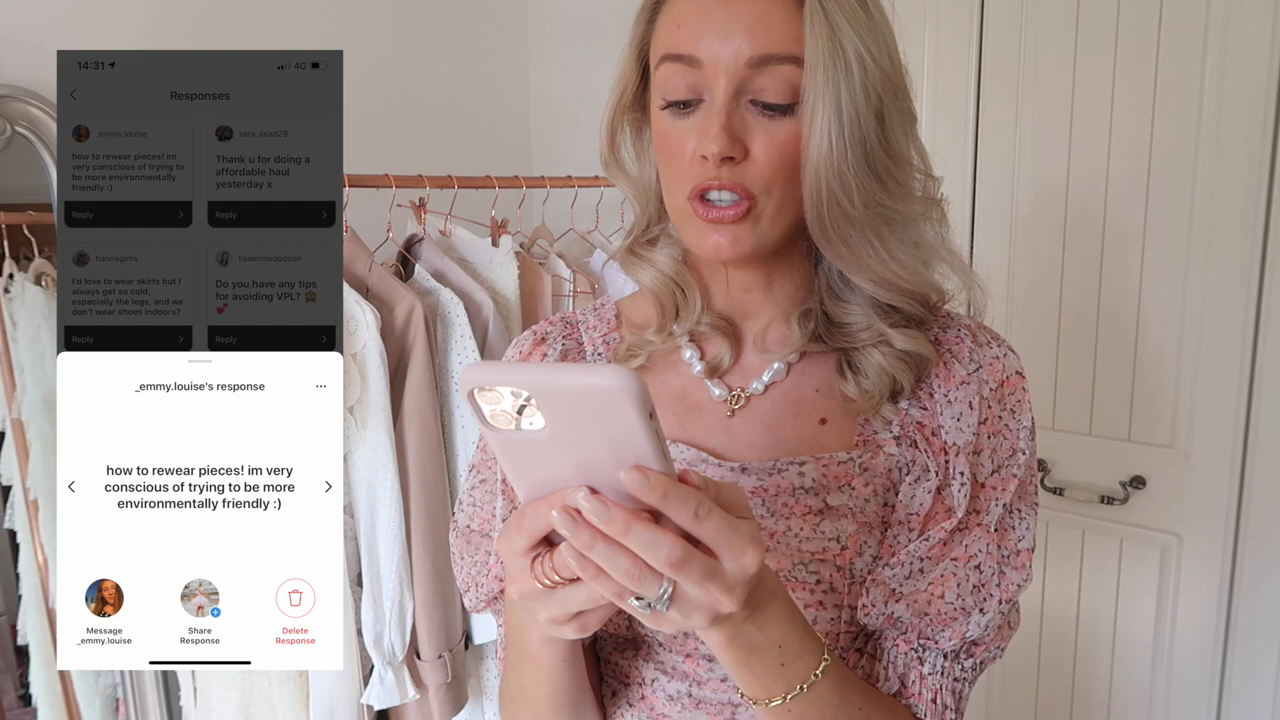 14:31
4G
Responses
_emmy.louise
how to rewear pieces! im
very conscious of trying to
be more environmentally
friendly :)
Reply
sara_asad29
Thank u for doing a
affordable haul
yesterday x
Reply
hannagms
I'd love to wear skirts but I
always get so cold,
especially the legs, and we
don't wear shoes indoors?
Reply
lisaerinwoodson
Do you have any tips
for avoiding VPL? 🙈
💕
Reply
_emmy.louise's response
how to rewear pieces! im very
conscious of trying to be more
environmentally friendly :)
Message
_emmy.louise
Share
Response
Delete
Response